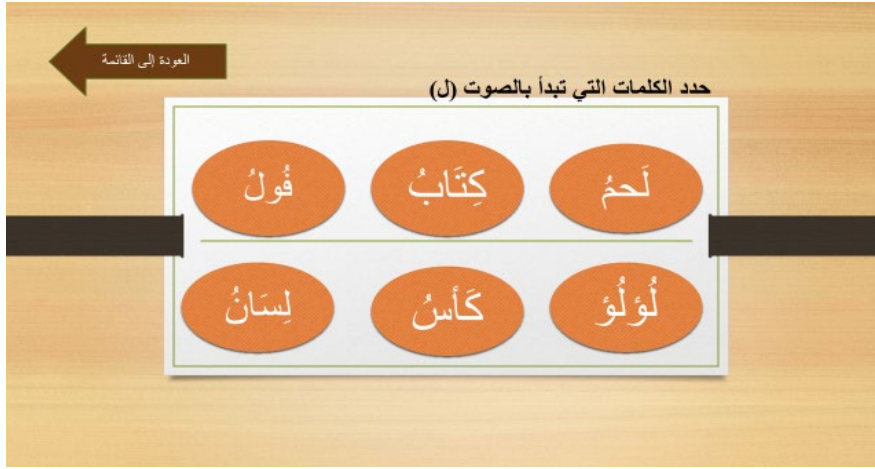 العودة إلى القائمة
حدد الكلمات التي تبدأ بالصوت (ل)
لَحمُ
كِتَابُ
فُولُ
لُؤلُؤ
كَأسُ
لِسَانُ